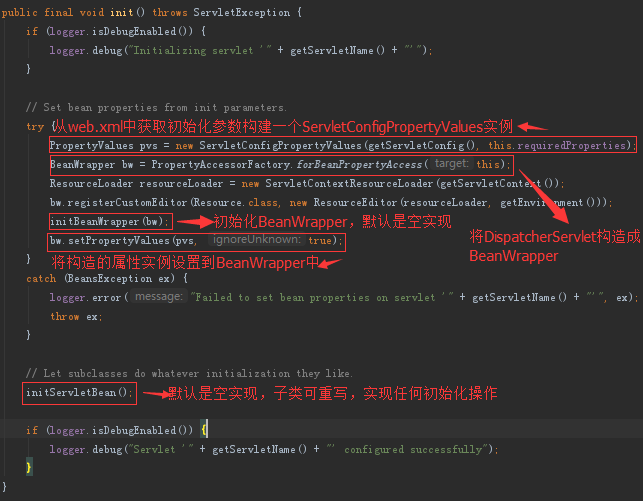 public final void init() throws ServletException {
if (logger.isDebugEnabled()) {
logger.debug("Initializing servlet '" + getServletName() + "'");
}
// Set bean properties from init parameters.
try {
从web.xml中获取初始化参数构建一个ServletConfigPropertyValues实例
PropertyValues pvs = new ServletConfigPropertyValues(getServletConfig(), this.requiredProperties);
BeanWrapper bw = PropertyAccessorFactory.forBeanPropertyAccess( target: this);
ResourceLoader resourceLoader = new ServletContextResourceLoader(getServletContext());
bw.registerCustomEditor(Resource.class, new ResourceEditor(resourceLoader, getEnvironment()));
initBeanWrapper(bw);
初始化BeanWrapper，默认是空实现
将DispatcherServlet构造成
BeanWrapper
bw.setPropertyValues(pvs, ignoreUnknown: true);
}
将构造的属性实例设置到BeanWrapper中
catch (BeansException ex) {
logger.error( message: "Failed to set bean properties on servlet '" + getServletName() + "'", ex);
throw ex;
}
// Let subclasses do whatever initialization they like.
initServletBean();
默认是空实现，子类可重写，实现任何初始化操作
if (logger.isDebugEnabled()) {
logger.debug("Servlet '" + getServletName() + "' configured successfully");
}
}